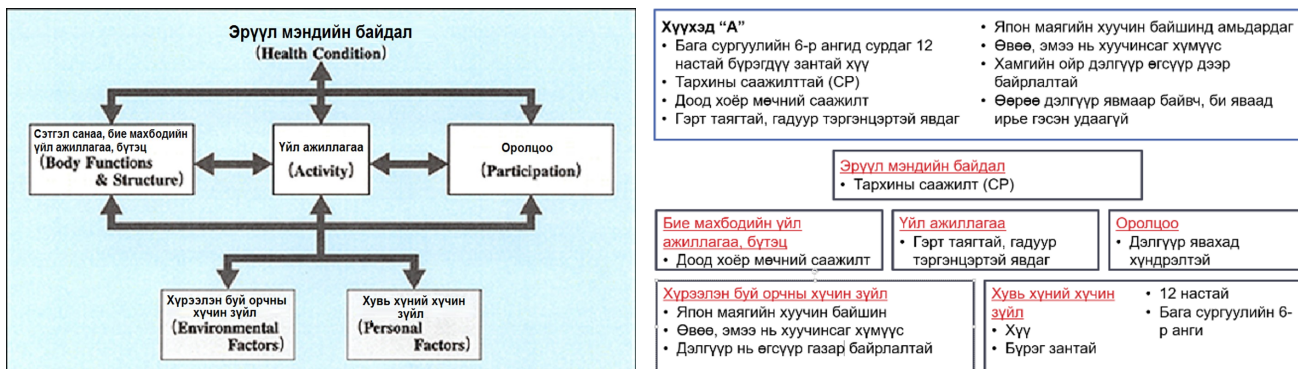 Эрүүл мэндийн байдал
(Health Condition)
Сэтгэл санаа, бие махбодийн
үйл ажиллагаа, бүтэц
(Body Functions
& Structure)
Үйл ажиллагаа
(Activity)
Оролцоо
(Participation)
Хүрээлэн буй орчны
хүчин зүйл
(Environmental
Factors)
Хувь хүний хүчин
зүйл
(Personal
Factors)
Хүүхэд “А”
• Бага сургуулийн 6-р ангид сурдаг 12
настай бүрэгдүү зантай хүү
• Тархины саажилттай (CP)
• Доод хоёр мөчний саажилт
• Гэрт таягтай, гадуур тэргэнцэртэй явдаг
• Япон маягийн хуучин байшинд амьдардаг
• Өвөө, эмээ нь хуучинсаг хүмүүс
• Хамгийн ойр дэлгүүр өгсүүр дээр
байрлалтай
• Өөрөө дэлгүүр явмаар байвч, би яваад
ирье гэсэн удаагүй
Эрүүл мэндийн байдал
• Тархины саажилт (CP)
Бие махбодийн үйл
ажиллагаа, бүтэц
• Доод хоёр мөчний саажилт
Үйл ажиллагаа
• Гэрт таягтай, гадуур
тэргэнцэртэй явдаг
Оролцоо
• Дэлгүүр явахад
хүндрэлтэй
Хүрээлэн буй орчны хүчин зүйл
• Япон маягийн хуучин байшин
• Өвөө, эмээ нь хуучинсаг хүмүүс
• Дэлгүүр нь өгсүүр газар байрлалтай
Хувь хүний хүчин
зүйл
• Хүү
• Бүрэг зантай
• 12 настай
• Бага сургуулийн 6-
р анги